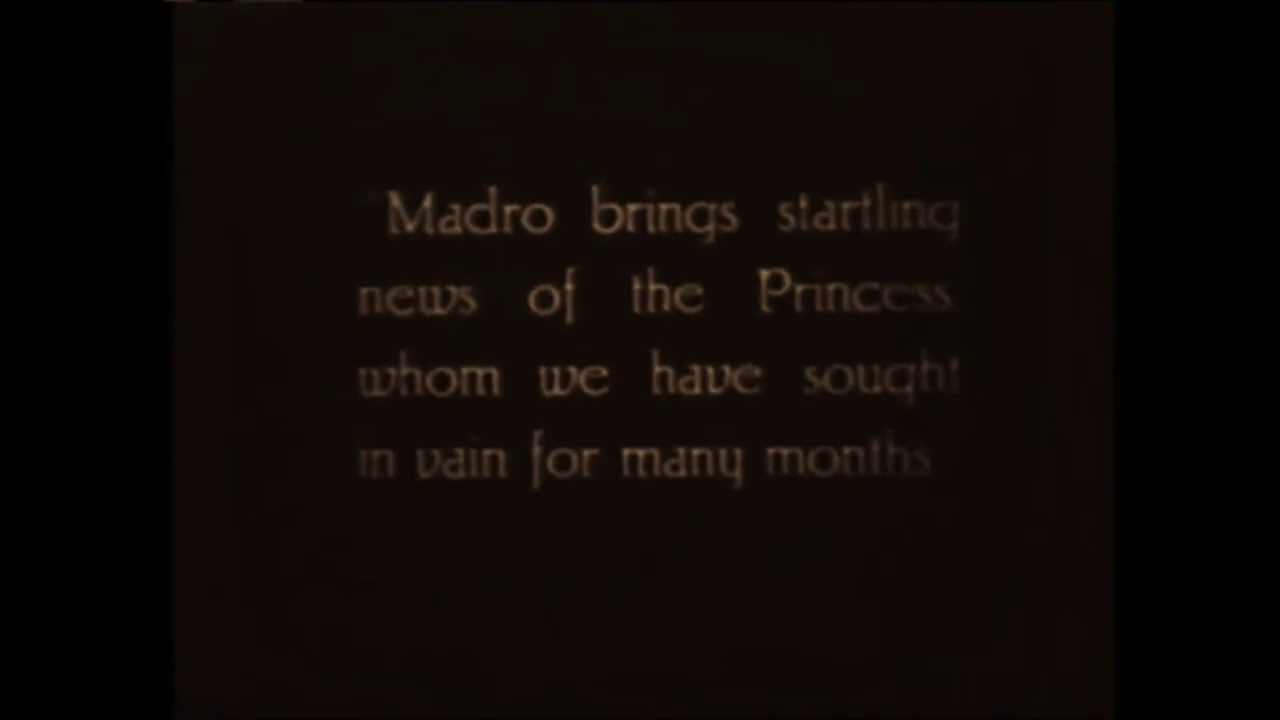 Madro brings startling
news of the Princess
whom we have sought
in vain for many months